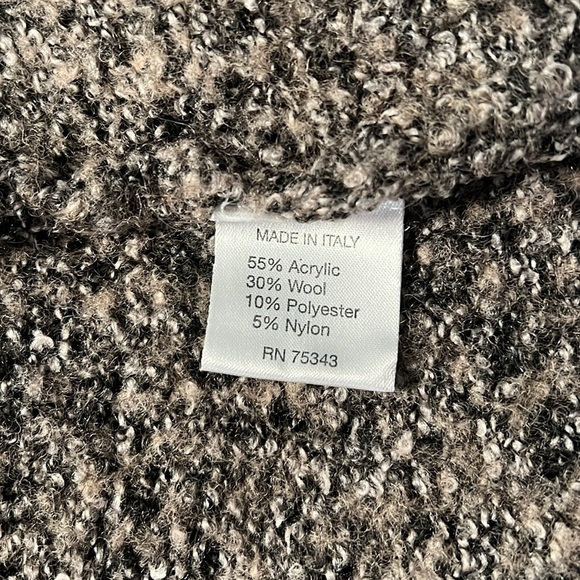 MADE IN ITALY
55% Acrylic
30% Wool
10% Polyester
5% Nylon
RN 75343